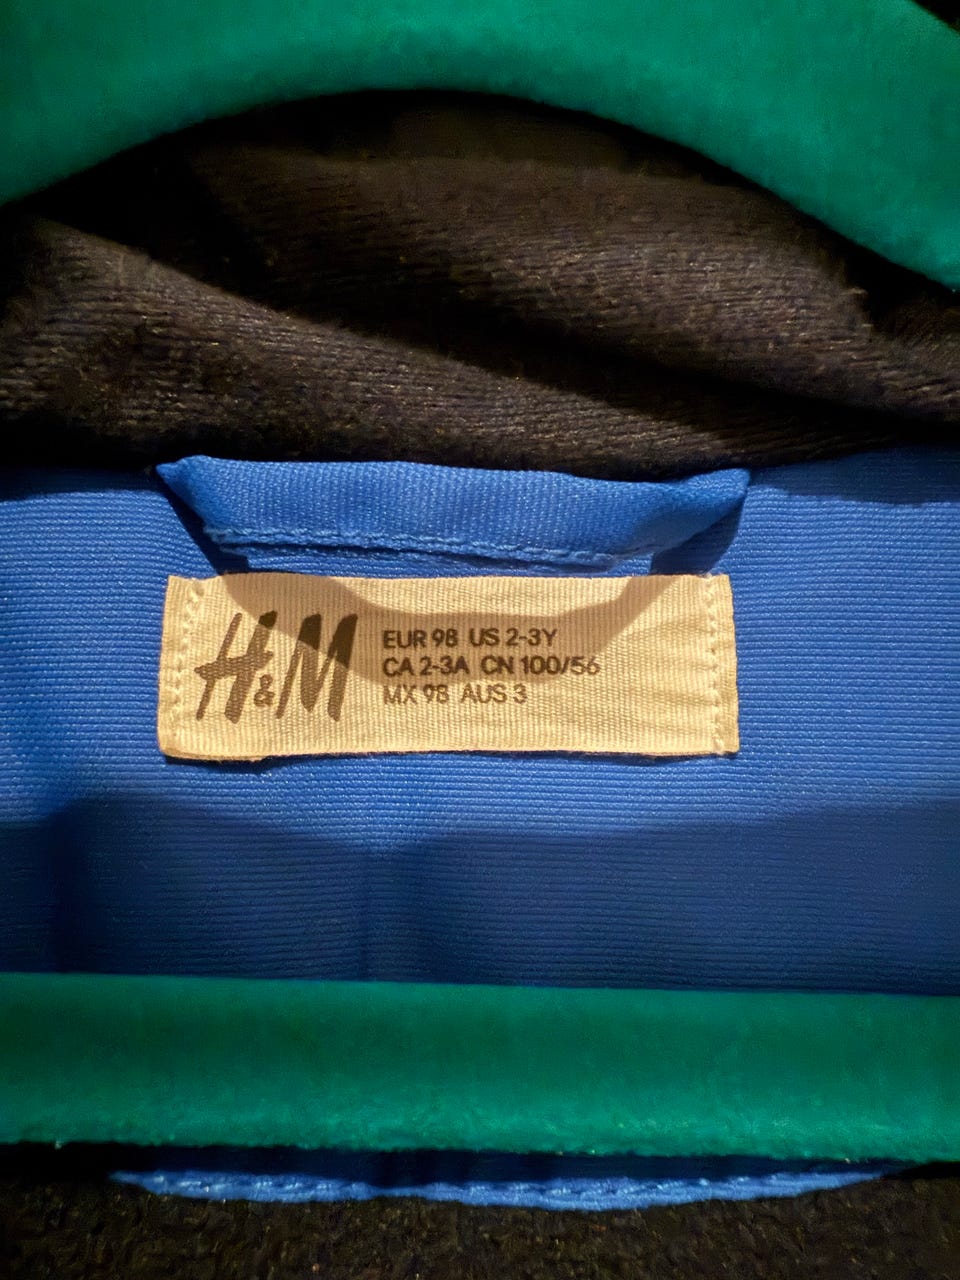 H&M
EUR 98 US 2-3Y
CA 2-3A CN 100/56
MX 98 AUS 3